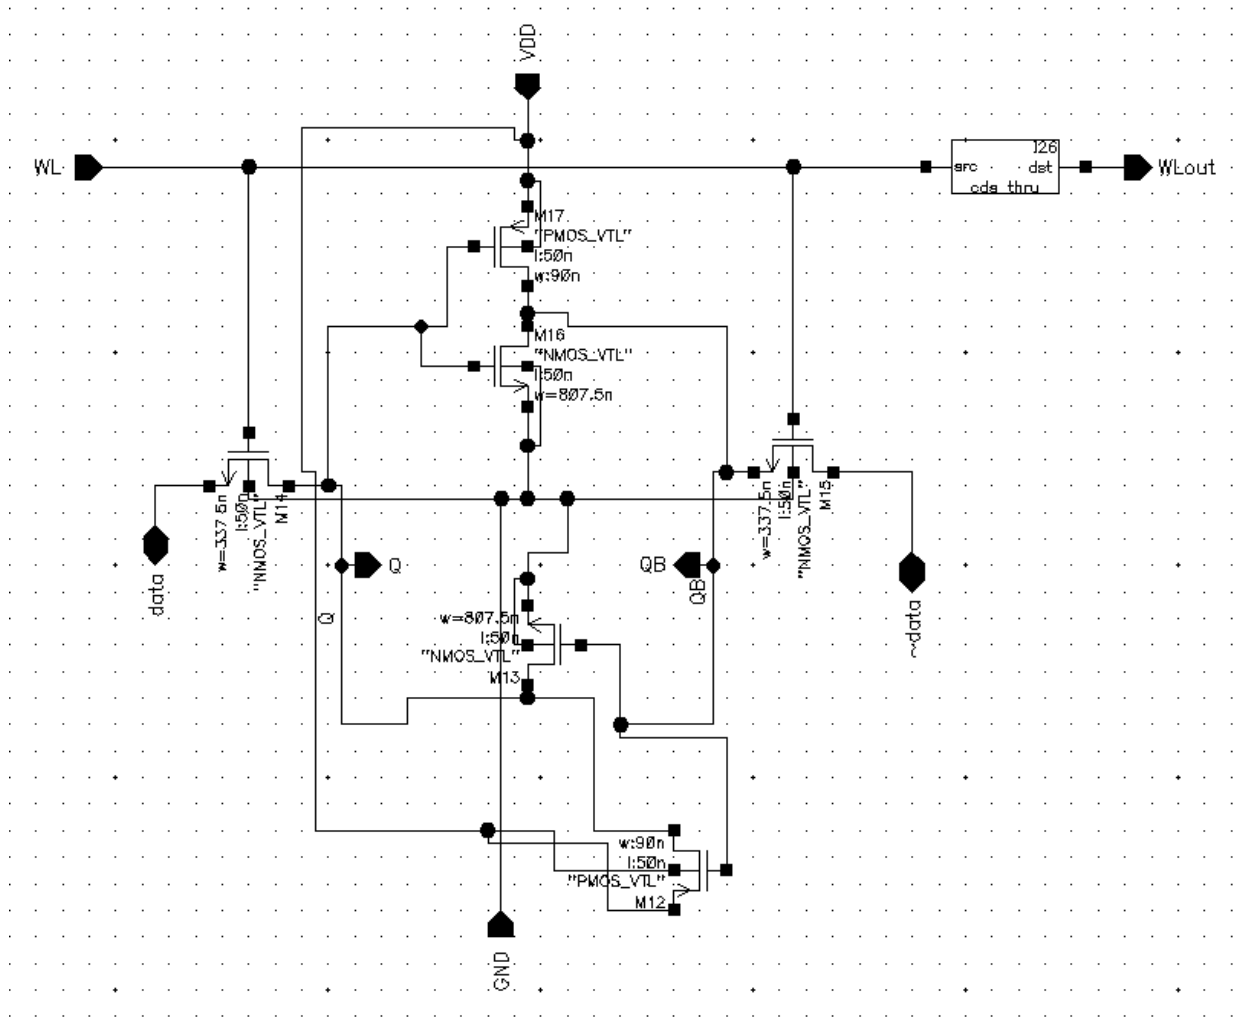 VDD
WL
I26
src dst
cds_thru
WLout
M17
"PMOS_VTL"
l:50n
w:90n
M16
"NMOS_VTL"
l:50n
w=807.5n
w=337.5n
l:50n
"NMOS_VTL"
M14
w=337.5n
l:50n
"NMOS_VTL"
M15
data
Q
Q
QB
QB
~data
w=807.5n
l:50n
"NMOS_VTL"
M13
w:90n
l:50n
"PMOS_VTL"
M12
GND